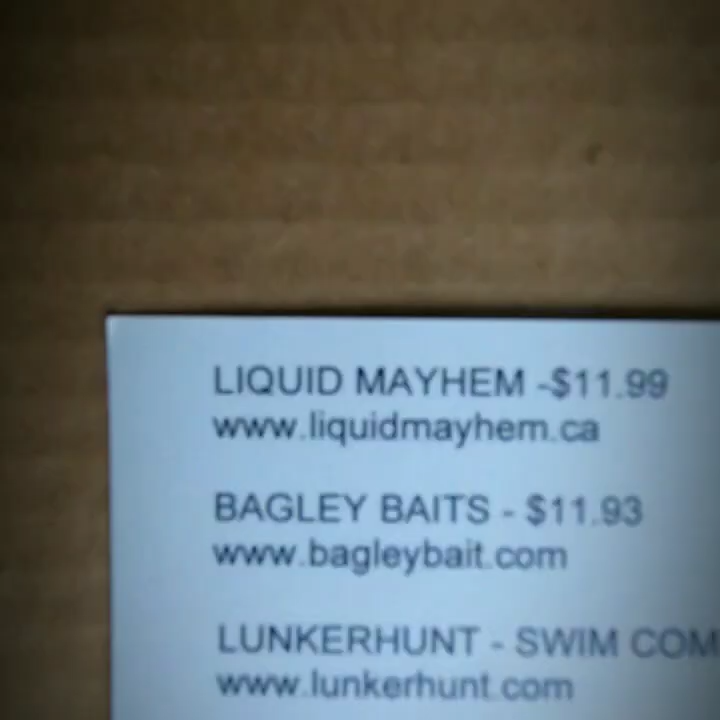 LIQUID MAYHEM -$11.99
www.liquidmayhem.ca
BAGLEY BAITS - $11.93
www.bagleybait.com
LUNKERHUNT - SWIM COM
www.lunkerhunt.com